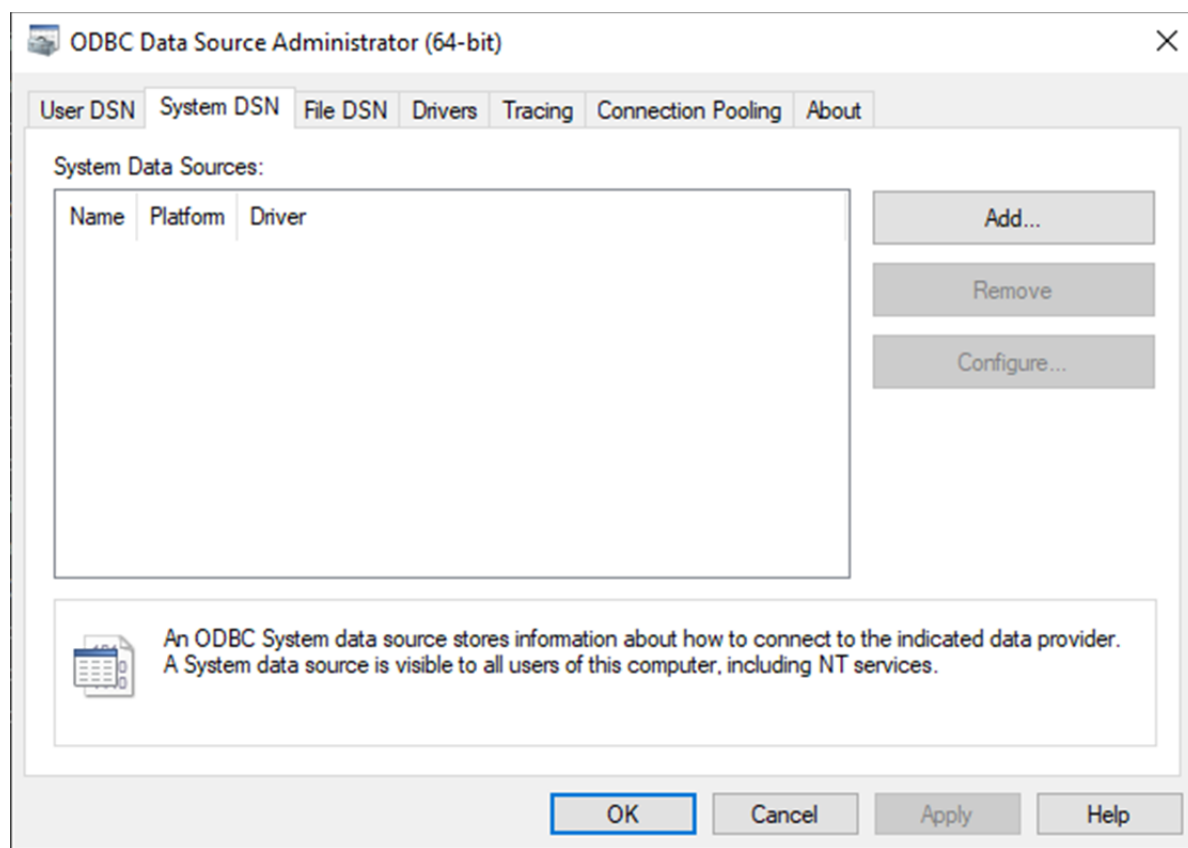 ODBC Data Source Administrator (64-bit)
User DSN System DSN File DSN Drivers Tracing Connection Pooling About
System Data Sources:
Name Platform Driver
Add...
Remove
Configure...
An ODBC System data source stores information about how to connect to the indicated data provider.
A System data source is visible to all users of this computer, including NT services.
OK Cancel Apply Help